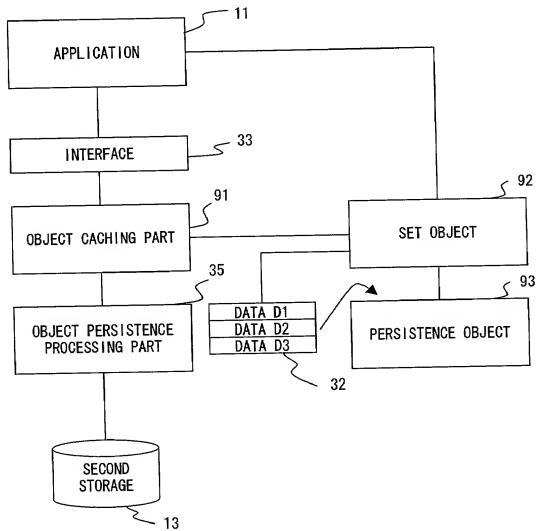 11
APPLICATION
33
INTERFACE
91
92
OBJECT CACHING PART
SET OBJECT
35
93
OBJECT PERSISTENCE
PROCESSING PART
DATA D1
DATA D2
DATA D3
PERSISTENCE OBJECT
32
SECOND
STORAGE
13